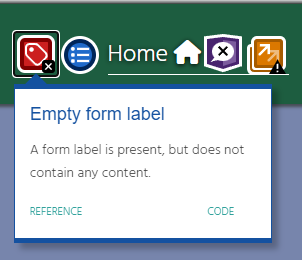 Home
Empty form label
A form label is present, but does not
contain any content.
REFERENCE CODE